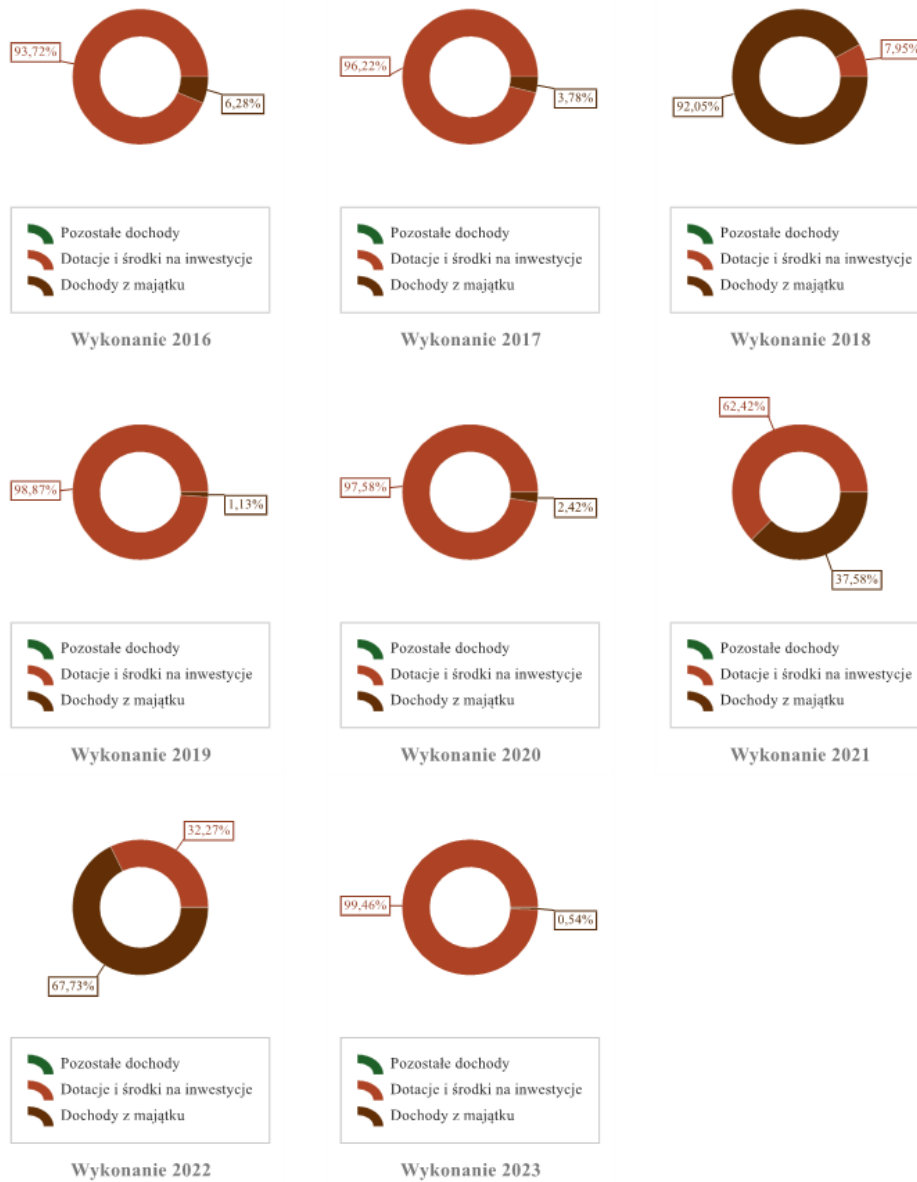 93,72%
6,28%
Pozostałe dochody
Dotacje i środki na inwestycje
Dochody z majątku
Wykonanie 2016
96,22%
3,78%
Pozostałe dochody
Dotacje i środki na inwestycje
Dochody z majątku
Wykonanie 2017
7,95%
92,05%
Pozostałe dochody
Dotacje i środki na inwestycje
Dochody z majątku
Wykonanie 2018
98,87%
1,13%
Pozostałe dochody
Dotacje i środki na inwestycje
Dochody z majątku
Wykonanie 2019
97,58%
2,42%
Pozostałe dochody
Dotacje i środki na inwestycje
Dochody z majątku
Wykonanie 2020
62,42%
37,58%
Pozostałe dochody
Dotacje i środki na inwestycje
Dochody z majątku
Wykonanie 2021
32,27%
67,73%
Pozostałe dochody
Dotacje i środki na inwestycje
Dochody z majątku
Wykonanie 2022
99,46%
0,54%
Pozostałe dochody
Dotacje i środki na inwestycje
Dochody z majątku
Wykonanie 2023